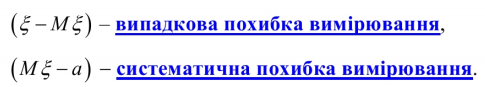 (ξ – Mξ) – випадкова похибка вимірювання,
(Mξ – a) – систематична похибка вимірювання.